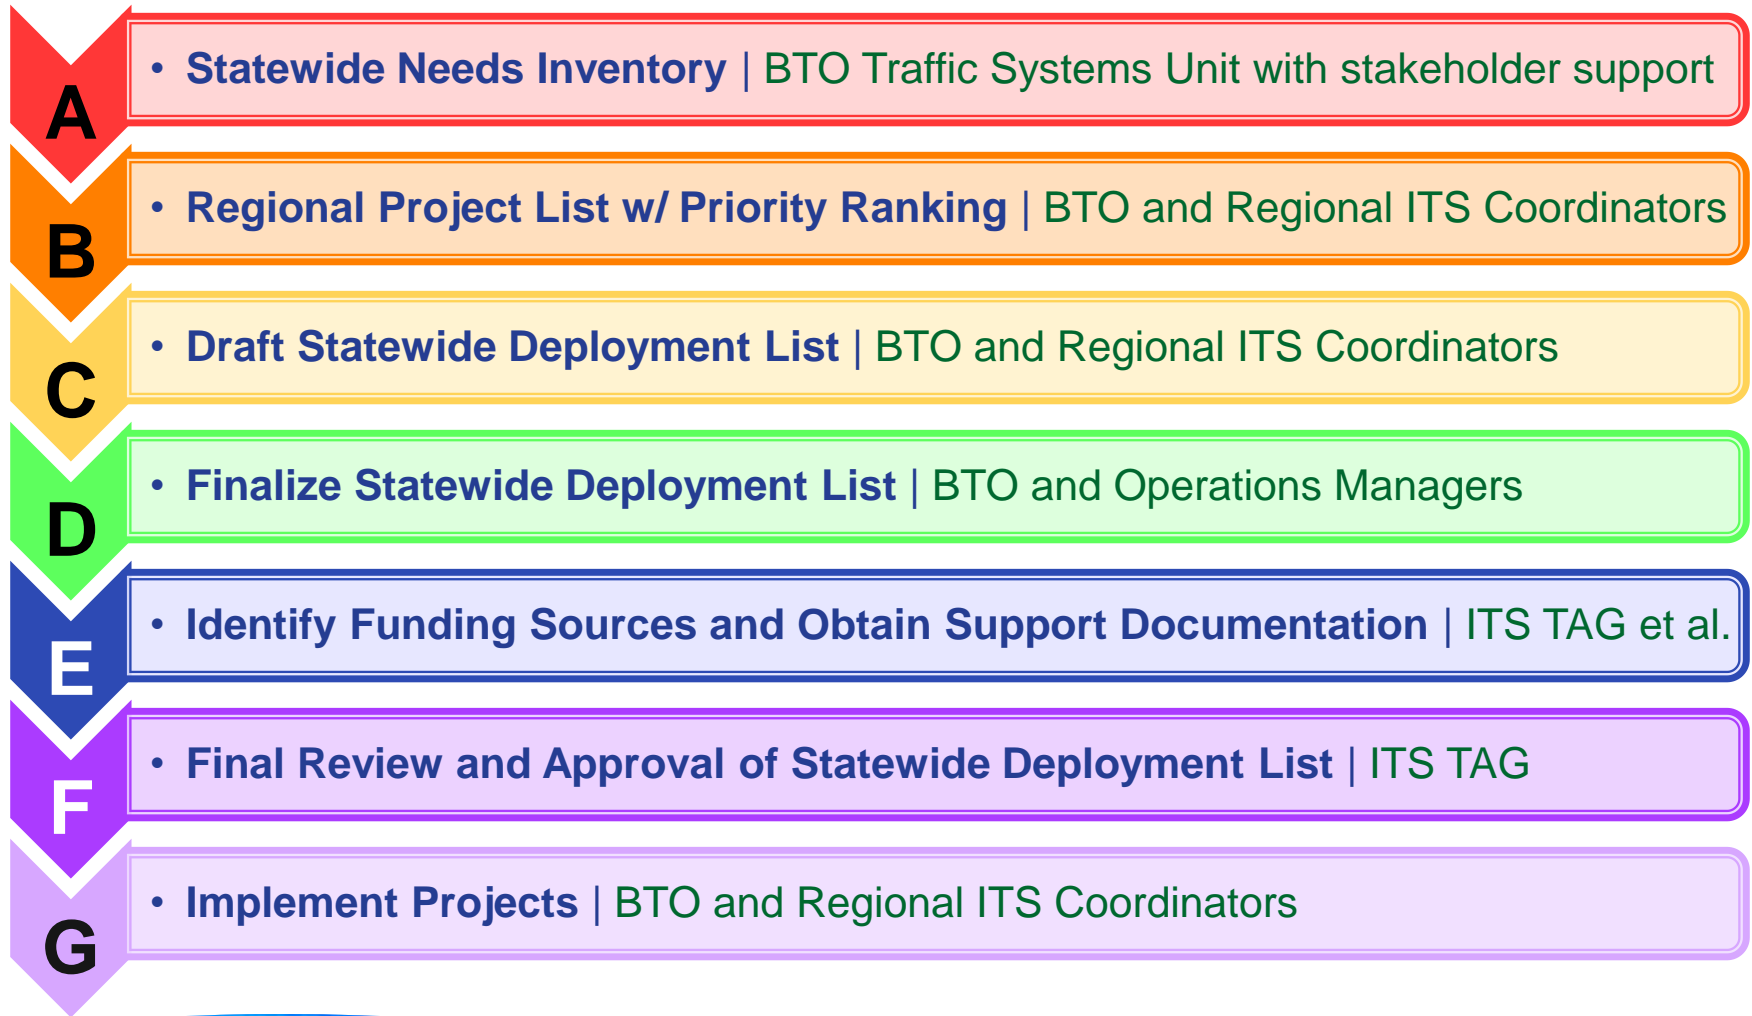 A
• Statewide Needs Inventory | BTO Traffic Systems Unit with stakeholder support
B
• Regional Project List w/ Priority Ranking | BTO and Regional ITS Coordinators
C
• Draft Statewide Deployment List | BTO and Regional ITS Coordinators
D
• Finalize Statewide Deployment List | BTO and Operations Managers
E
• Identify Funding Sources and Obtain Support Documentation | ITS TAG et al.
F
• Final Review and Approval of Statewide Deployment List | ITS TAG
G
• Implement Projects | BTO and Regional ITS Coordinators